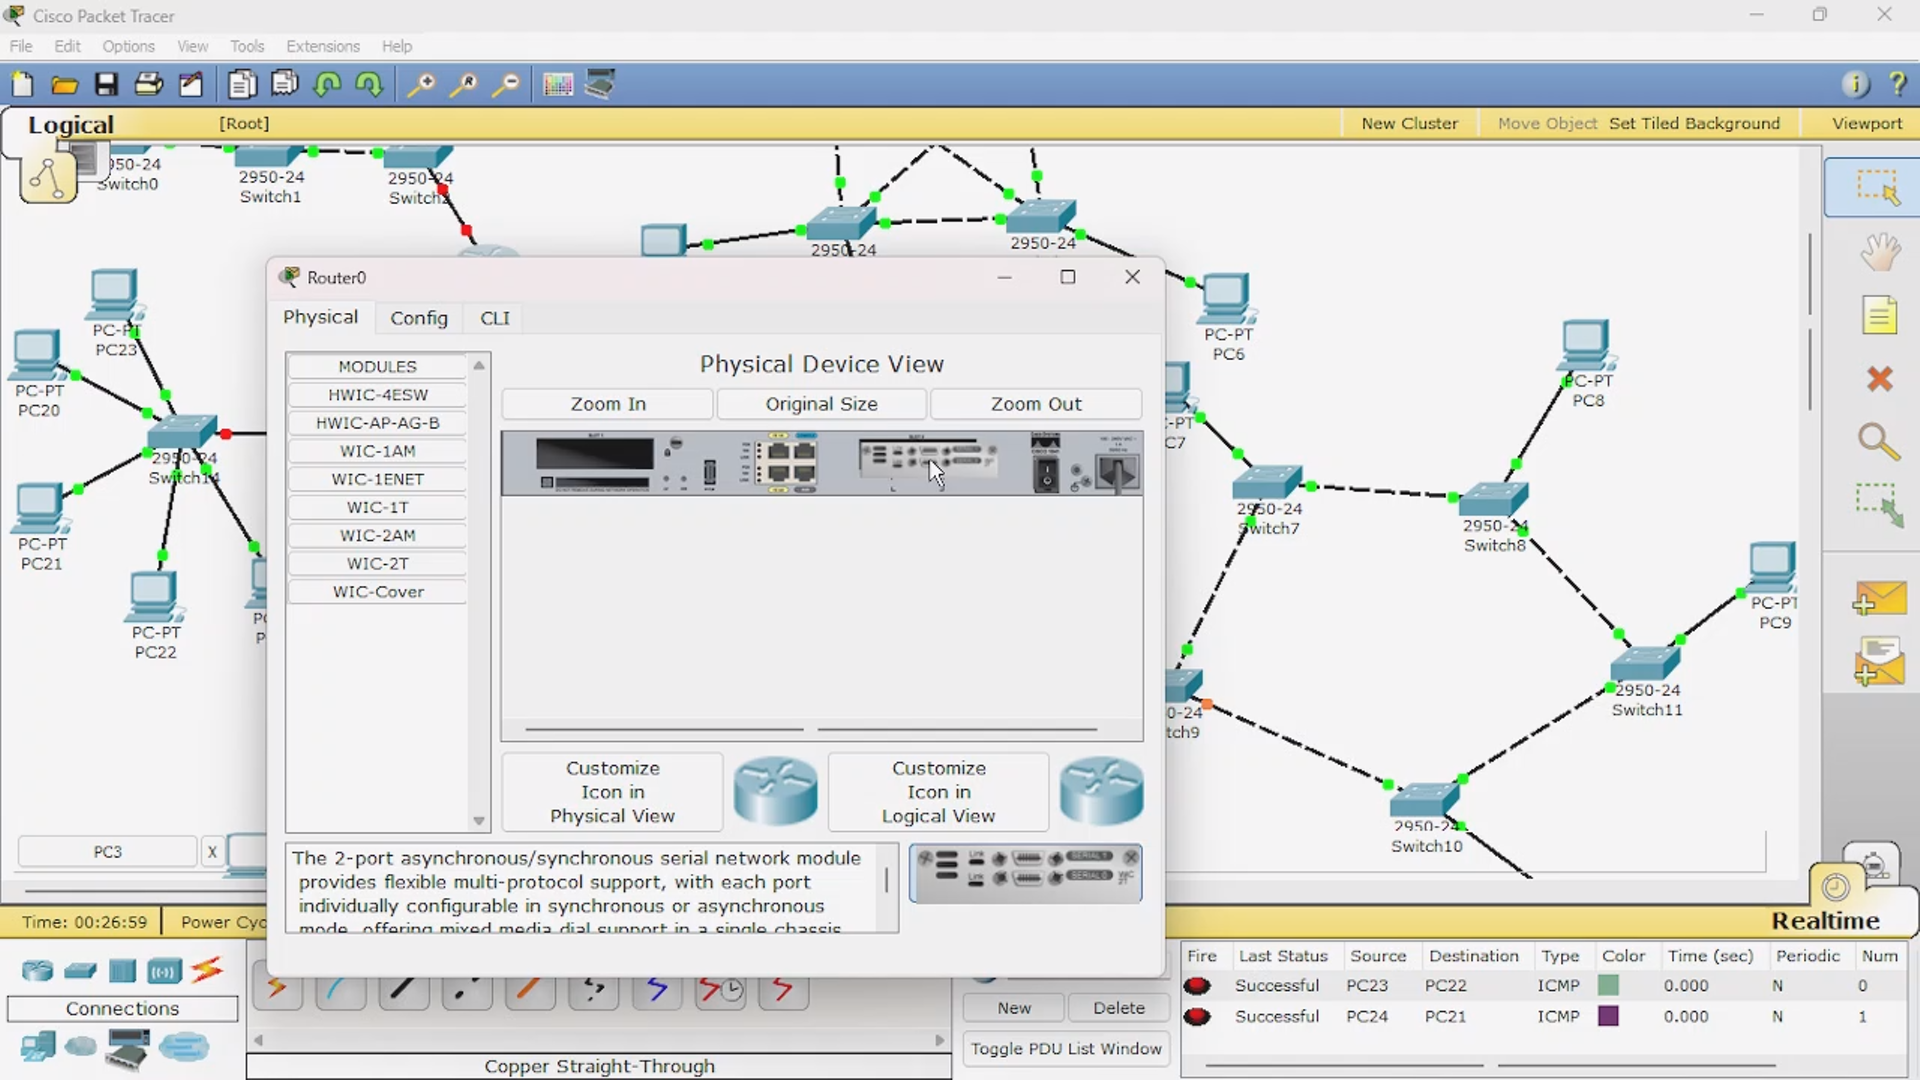 Cisco Packet Tracer
File Edit Options View Tools Extensions Help
Logical [Root] New Cluster Move Object Set Tiled Background Viewport
950-24
Switch0
2950-24
Switch1
2950-24
2950-24
2950-24
PC-PT
PC23
PC-PT
PC20
2950-24
Switch14
PC-PT
PC21
PC-PT
PC22
PC-PT
PC6
PC-PT
PC8
2950-24
Switch7
2950-24
Switch8
PC-PT
PC9
2950-24
Switch11
2950-24
Switch10
Router0
Physical Config CLI
MODULES
HWIC-4ESW
HWIC-AP-AG-B
WIC-1AM
WIC-1ENET
WIC-1T
WIC-2AM
WIC-2T
WIC-Cover
Physical Device View
Zoom In Original Size Zoom Out
Customize
Icon in
Physical View
Customize
Icon in
Logical View
The 2-port asynchronous/synchronous serial network module
provides flexible multi-protocol support, with each port
individually configurable in synchronous or asynchronous
mode, offering mixed media dial support in a single chassis.
SERIAL 1
SERIAL 0
WIC
2T
PC3 X
Time: 00:26:59 Power Cyc
Realtime
Connections
Copper Straight-Through
New Delete
Toggle PDU List Window
Fire Last Status Source Destination Type Color Time (sec) Periodic Num
Successful PC23 PC22 ICMP 0.000 N 0
Successful PC24 PC21 ICMP 0.000 N 1